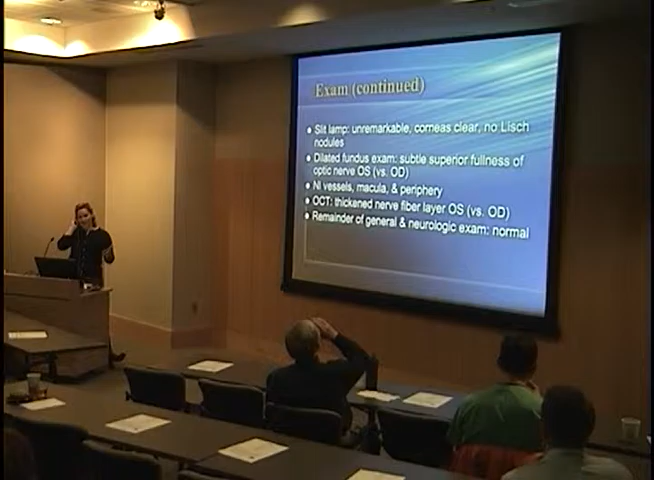 Exam (continued)
Slit lamp: unremarkable, corneas clear, no Lisch
nodules
Dilated fundus exam: subtle superior fullness of
optic nerve OS (vs. OD)
Nl vessels, macula, & periphery
OCT: thickened nerve fiber layer OS (vs. OD)
Remainder of general & neurologic exam: normal